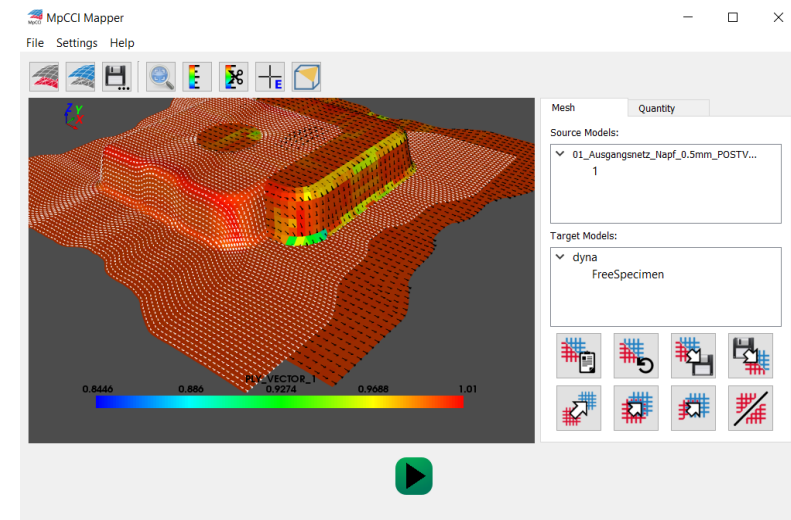 MpCCI Mapper
File Settings Help
E
Z Y
X
Mesh Quantity
Source Models:
01_Ausgangsnetz_Napf_0.5mm_POSTV...
1
Target Models:
dyna
FreeSpecimen
PLY_VECTOR_1
0.8446 0.886 0.9274 0.9688 1.01